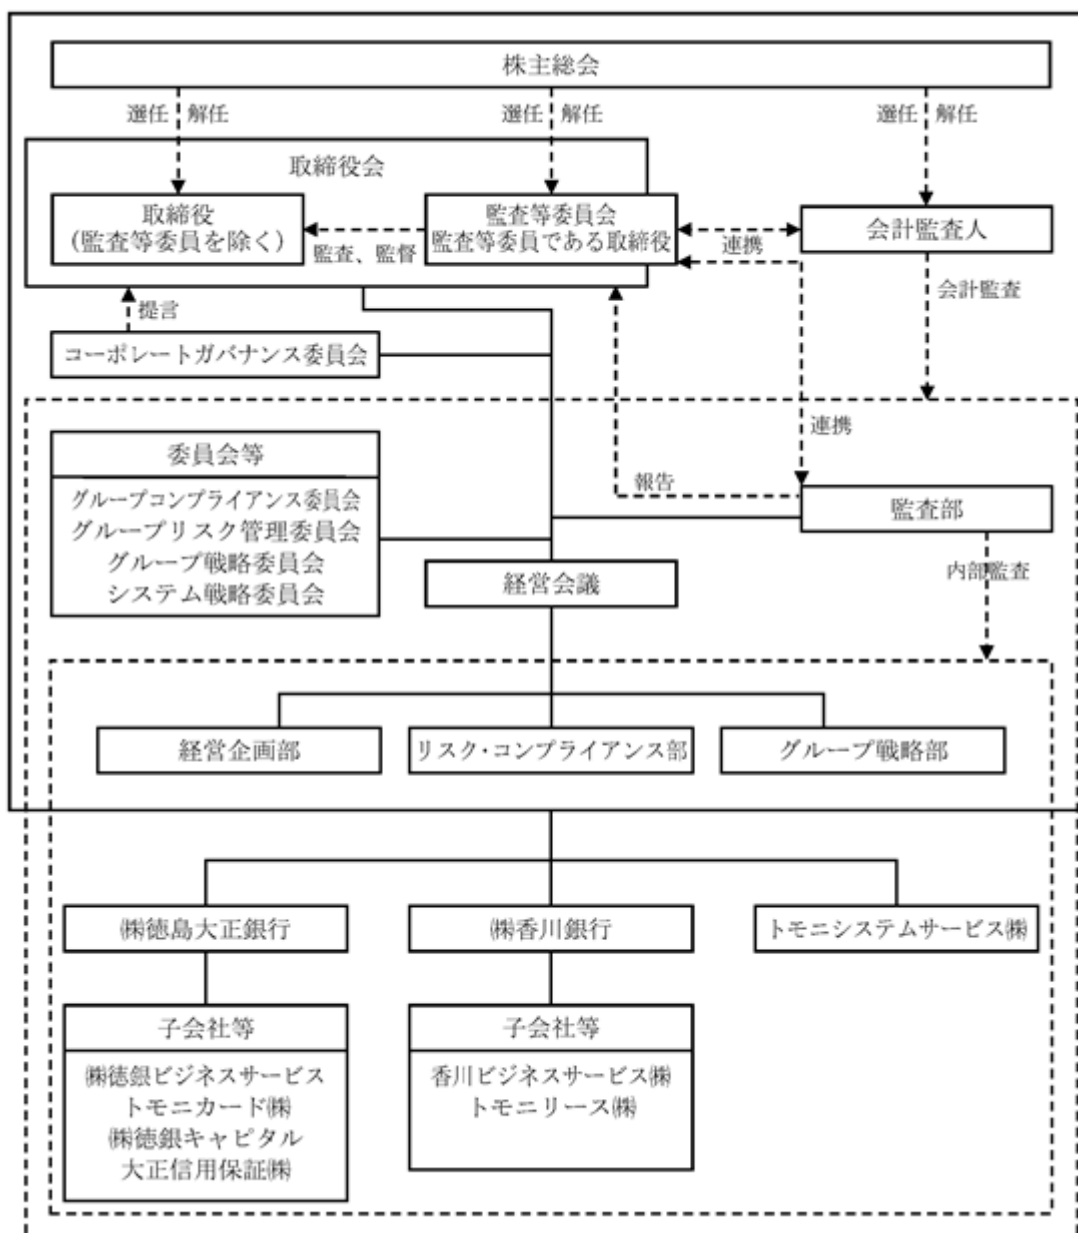 株主総会
選任 解任
選任 解任
選任 解任
取締役会
取締役
(監査等委員を除く)
監査等委員会
監査等委員である取締役
会計監査人
監査、監督
連携
会計監査
提言
コーポレートガバナンス委員会
連携
委員会等
グループコンプライアンス委員会
グループリスク管理委員会
グループ戦略委員会
システム戦略委員会
報告
監査部
内部監査
経営会議
経営企画部
リスク・コンプライアンス部
グループ戦略部
㈱徳島大正銀行
㈱香川銀行
トモニシステムサービス㈱
子会社等
㈱徳銀ビジネスサービス
トモニカード㈱
㈱徳銀キャピタル
大正信用保証㈱
子会社等
香川ビジネスサービス㈱
トモニリース㈱